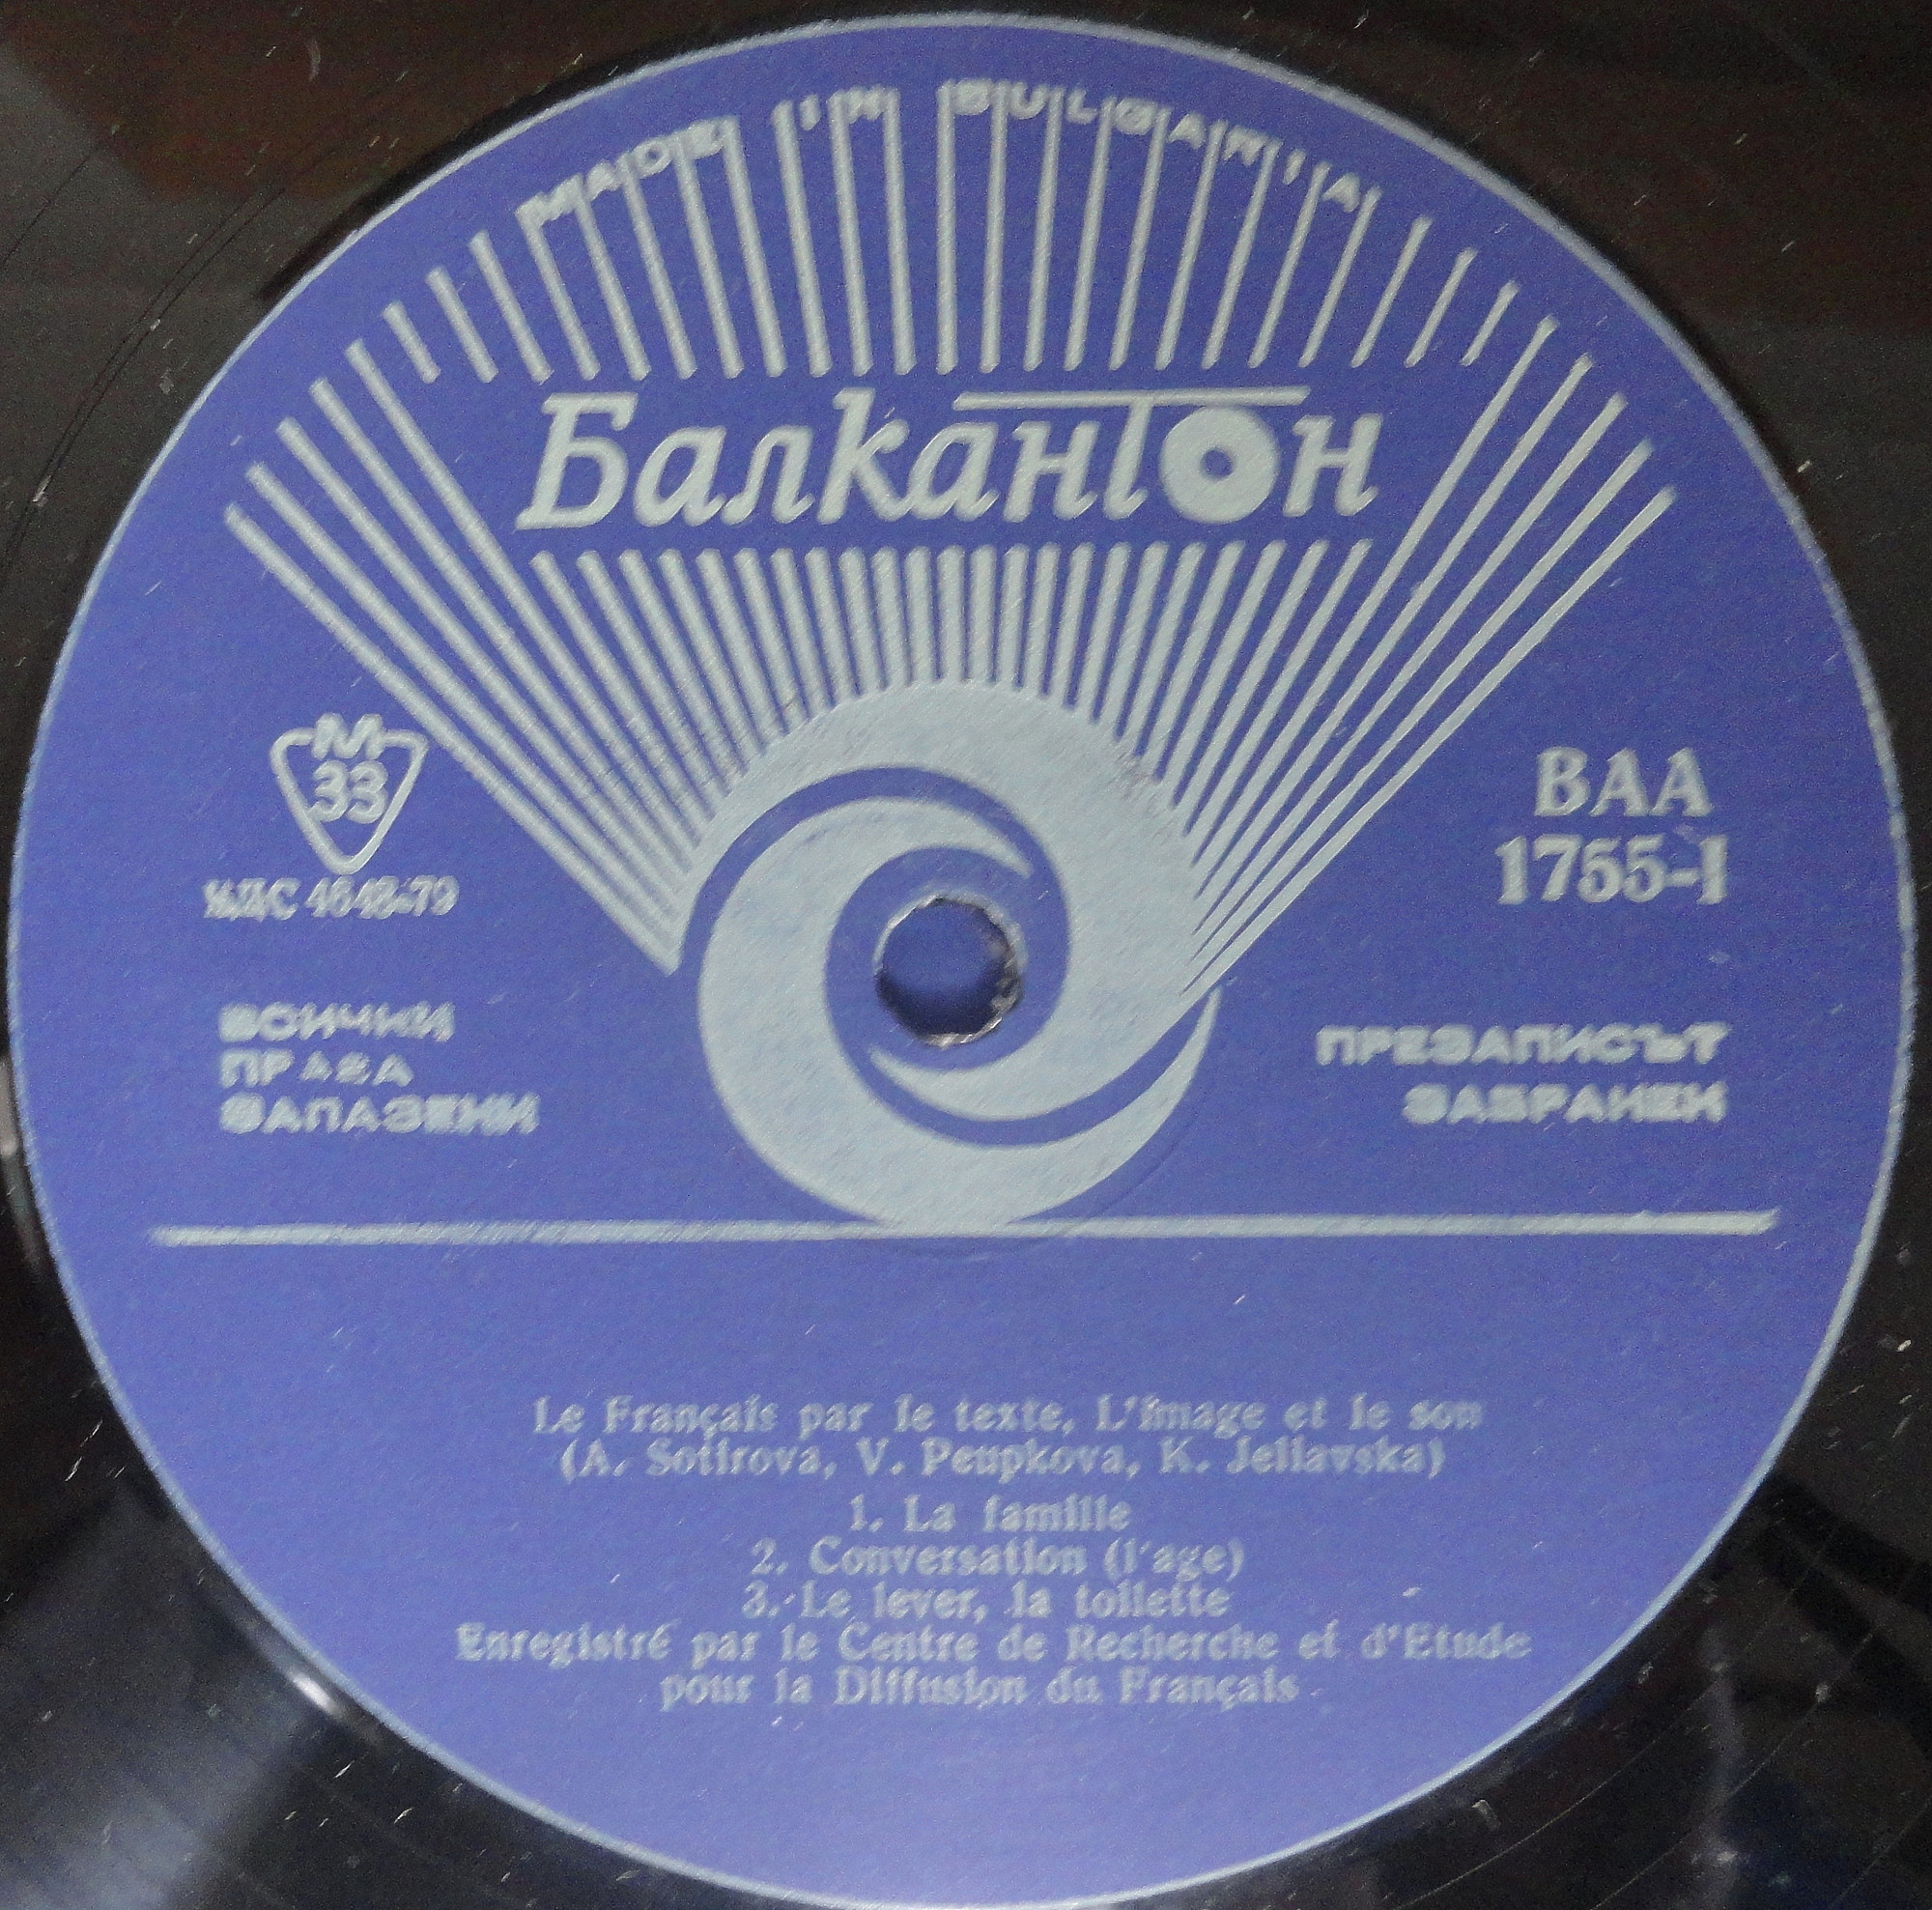 MADE IN BULGARIA
Балкантон
М
33
ЦДС 4648-79
ВАА
1755-I
ВСИЧКИ
ПРАВА
ЗАПАЗЕНИ
ПРЕЗАПИСЪТ
ЗАБРАНЕН
Le Français par le texte, L'image et le son
(A. Sotirova, V. Peupkova, K. Jeliavska)
1. La famille
2. Conversation (l'age)
3. Le lever, la toilette
Enregistré par le Centre de Recherche et d'Etude
pour la Diffusion du Français